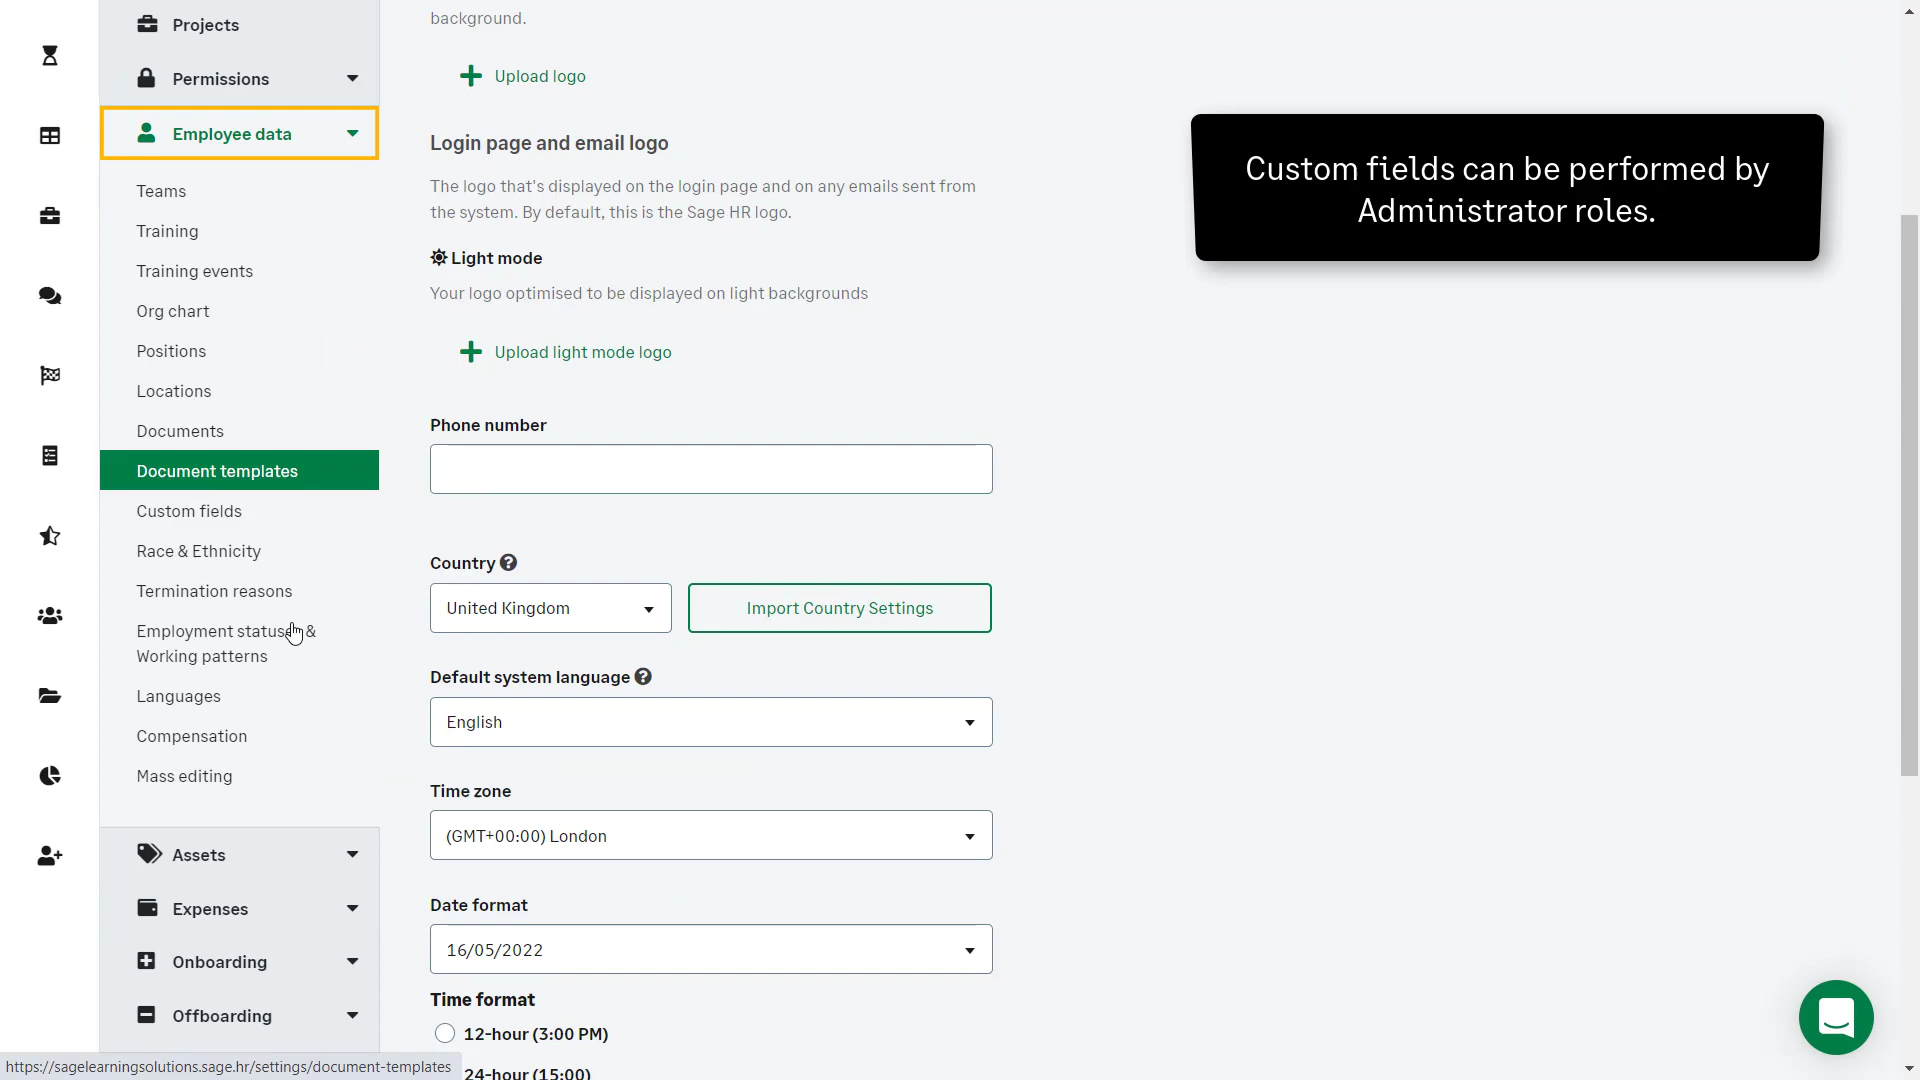 Projects
Permissions
Employee data
Teams
Training
Training events
Org chart
Positions
Locations
Documents
Document templates
Custom fields
Race & Ethnicity
Termination reasons
Employment statuses &
Working patterns
Languages
Compensation
Mass editing
Assets
Expenses
Onboarding
Offboarding
background.
Upload logo
Login page and email logo
The logo that's displayed on the login page and on any emails sent from
the system. By default, this is the Sage HR logo.
Light mode
Your logo optimised to be displayed on light backgrounds
Upload light mode logo
Phone number
Country
United Kingdom
Import Country Settings
Default system language
English
Time zone
(GMT+00:00) London
Date format
16/05/2022
Time format
12-hour (3:00 PM)
24-hour (15:00)
Custom fields can be performed by
Administrator roles.
https://sagelearningsolutions.sage.hr/settings/document-templates